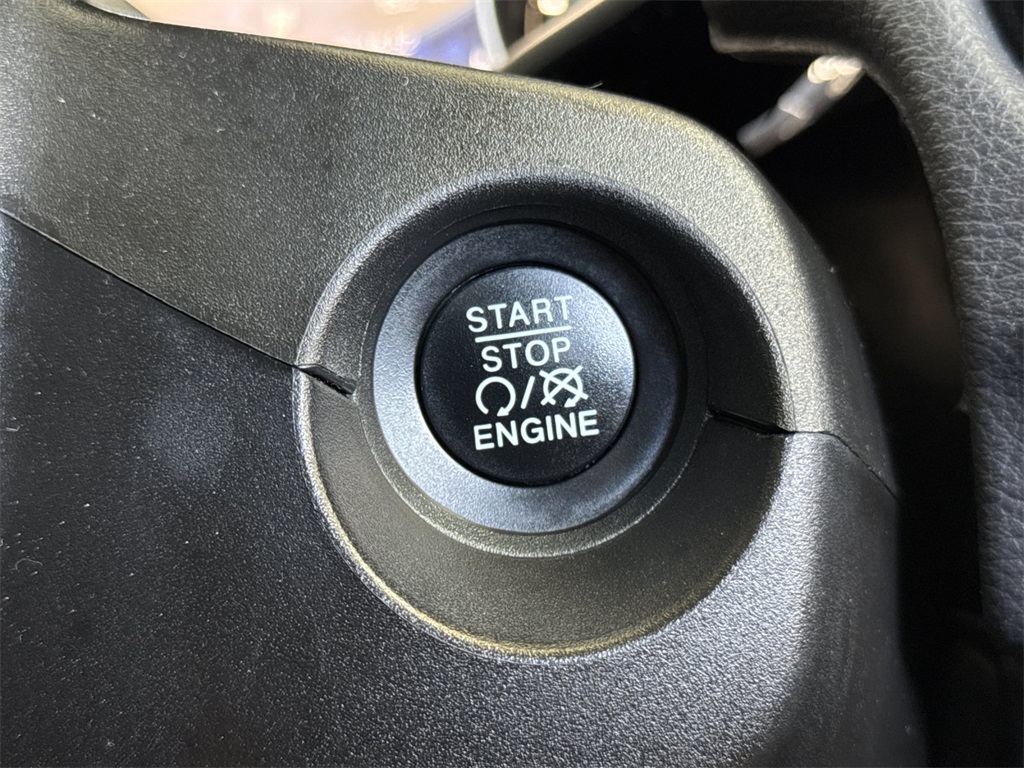 START
STOP
/
ENGINE